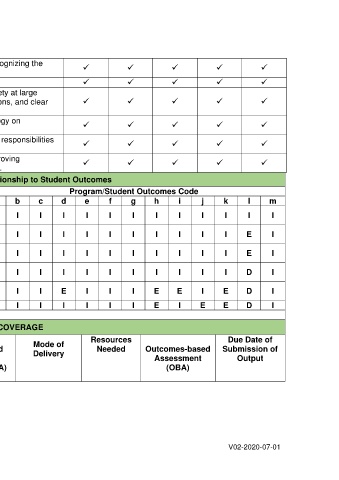 ognizing the ✓ ✓ ✓ ✓ ✓
✓ ✓ ✓ ✓ ✓
ety at large
ens, and clear ✓ ✓ ✓ ✓ ✓
gy on ✓ ✓ ✓ ✓ ✓
responsibilities ✓ ✓ ✓ ✓ ✓
roving ✓ ✓ ✓ ✓ ✓
ionship to Student Outcomes
Program/Student Outcomes Code
b c d e f g h i j k l m
I I I I I I I I I I I I
I I I I I I I I I I E I
I I I I I I I I I I E I
I I I I I I I I I I D I
I I E I I I E E I E D I
I I I I I I E I E E D I
COVERAGE
d
A)
Mode of
Delivery
Resources
Needed
Outcomes-based
Assessment
(OBA)
Due Date of
Submission of
Output
V02-2020-07-01